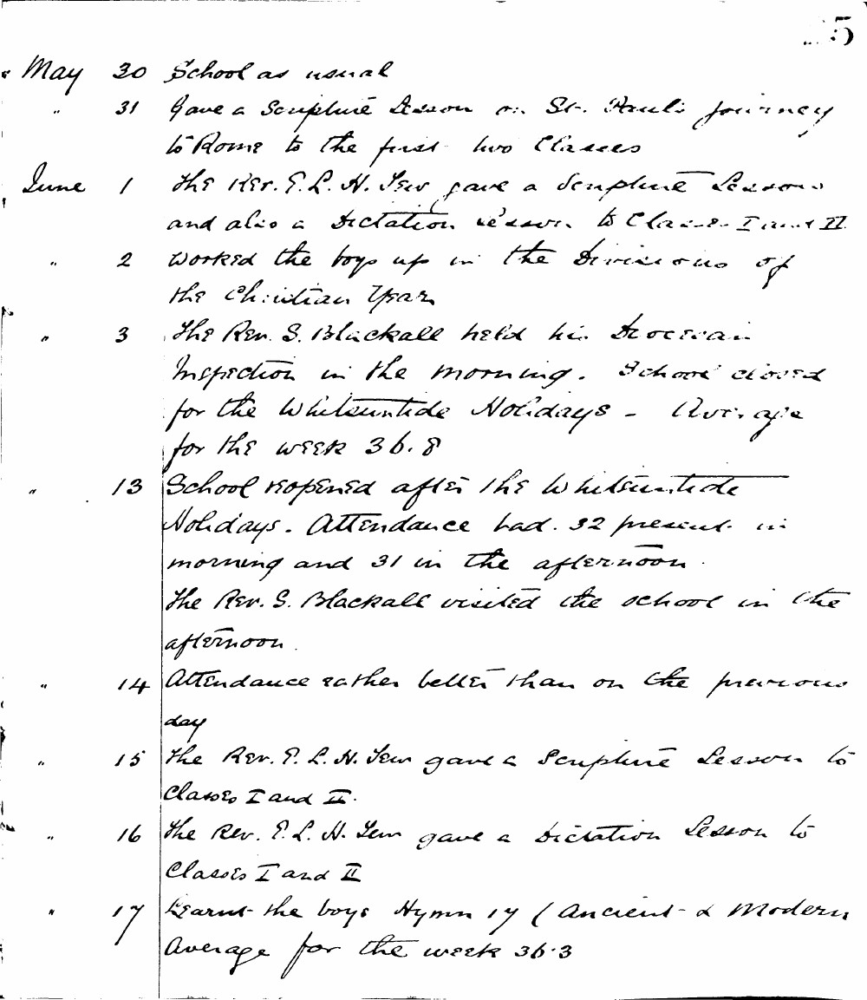 May 30 School as usual
" 31 Gave a Scripture Lesson on St. Paul's journey
to Rome to the first two Classes
June 1 The Rev. E. L. H. Tew gave a Scripture Lesson
and also a Dictation Lesson to Classes I and II
" 2 Worked the boys up in the Divisions of
the Christian Year
" 3 The Rev. S. Blackall held his Diocesan
Inspection in the morning. School closed
for the Whitsuntide Holidays - Average
for the week 36.8
" 13 School reopened after the Whitsuntide
Holidays. Attendance bad. 32 present in
morning and 31 in the afternoon.
The Rev. S. Blackall visited the school in the
afternoon.
" 14 Attendance rather better than on the previous
day
" 15 The Rev. E. L. H. Tew gave a Scripture Lesson to
Classes I and II.
" 16 The Rev. E. L. H. Tew gave a Dictation Lesson to
Classes I and II
" 17 Learnt the boys Hymn 17 (Ancient & Modern
Average for the week 36.3